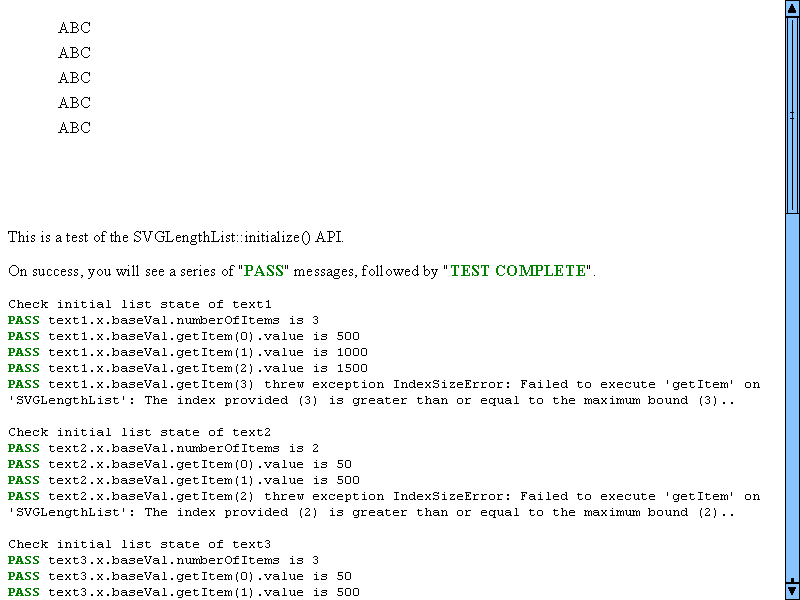 ABC
ABC
ABC
ABC
ABC
This is a test of the SVGLengthList::initialize() API.
On success, you will see a series of "PASS" messages, followed by "TEST COMPLETE".
Check initial list state of text1
PASS text1.x.baseVal.numberOfItems is 3
PASS text1.x.baseVal.getItem(0).value is 500
PASS text1.x.baseVal.getItem(1).value is 1000
PASS text1.x.baseVal.getItem(2).value is 1500
PASS text1.x.baseVal.getItem(3) threw exception IndexSizeError: Failed to execute 'getItem' on
'SVGLengthList': The index provided (3) is greater than or equal to the maximum bound (3)..
Check initial list state of text2
PASS text2.x.baseVal.numberOfItems is 2
PASS text2.x.baseVal.getItem(0).value is 50
PASS text2.x.baseVal.getItem(1).value is 500
PASS text2.x.baseVal.getItem(2) threw exception IndexSizeError: Failed to execute 'getItem' on
'SVGLengthList': The index provided (2) is greater than or equal to the maximum bound (2)..
Check initial list state of text3
PASS text3.x.baseVal.numberOfItems is 3
PASS text3.x.baseVal.getItem(0).value is 50
PASS text3.x.baseVal.getItem(1).value is 500